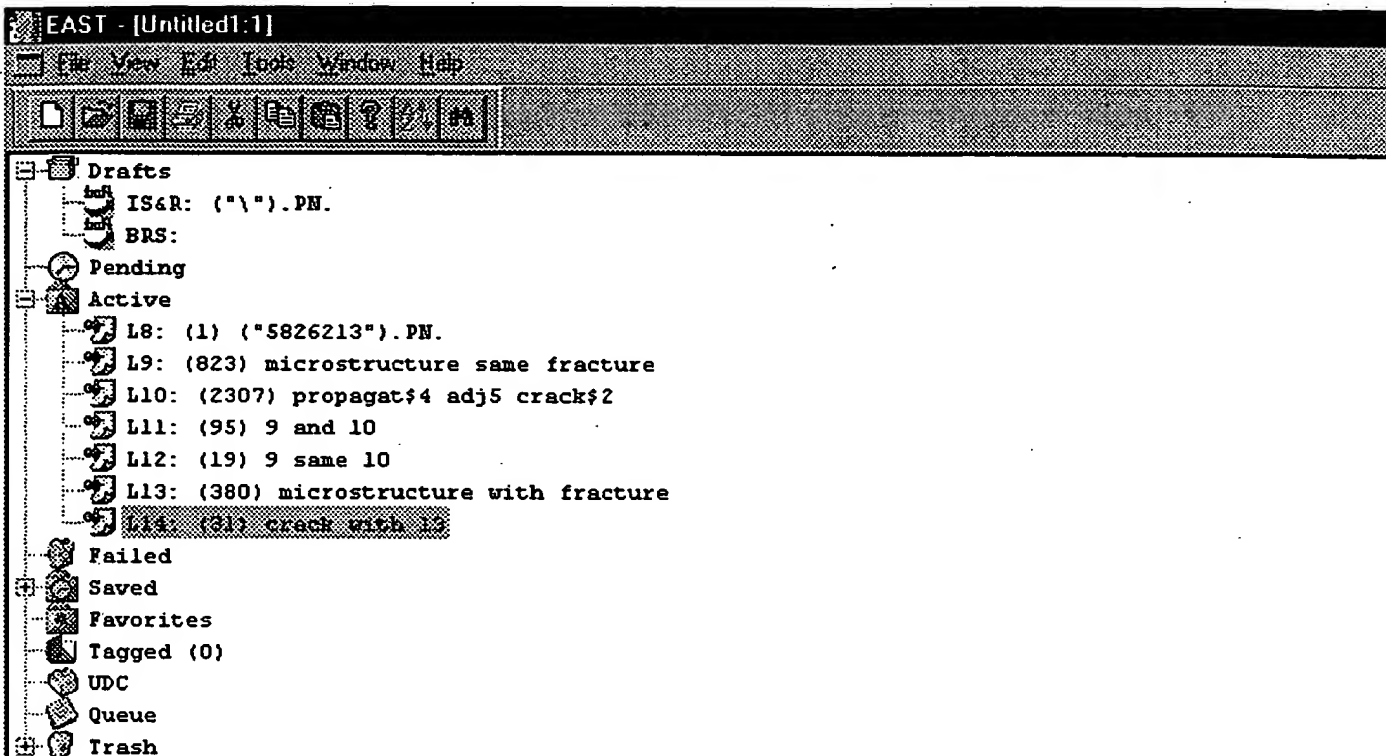 EAST - [Untitled1:1]
File View Edit Tools Window Help
Drafts
IS&R: ("\").PN.
BRS:
Pending
Active
L8: (1) ("5826213").PN.
L9: (823) microstructure same fracture
L10: (2307) propagat$4 adj5 crack$2
L11: (95) 9 and 10
L12: (19) 9 same 10
L13: (380) microstructure with fracture
L14: (31) crack with 13
Failed
Saved
Favorites
Tagged (0)
UDC
Queue
Trash